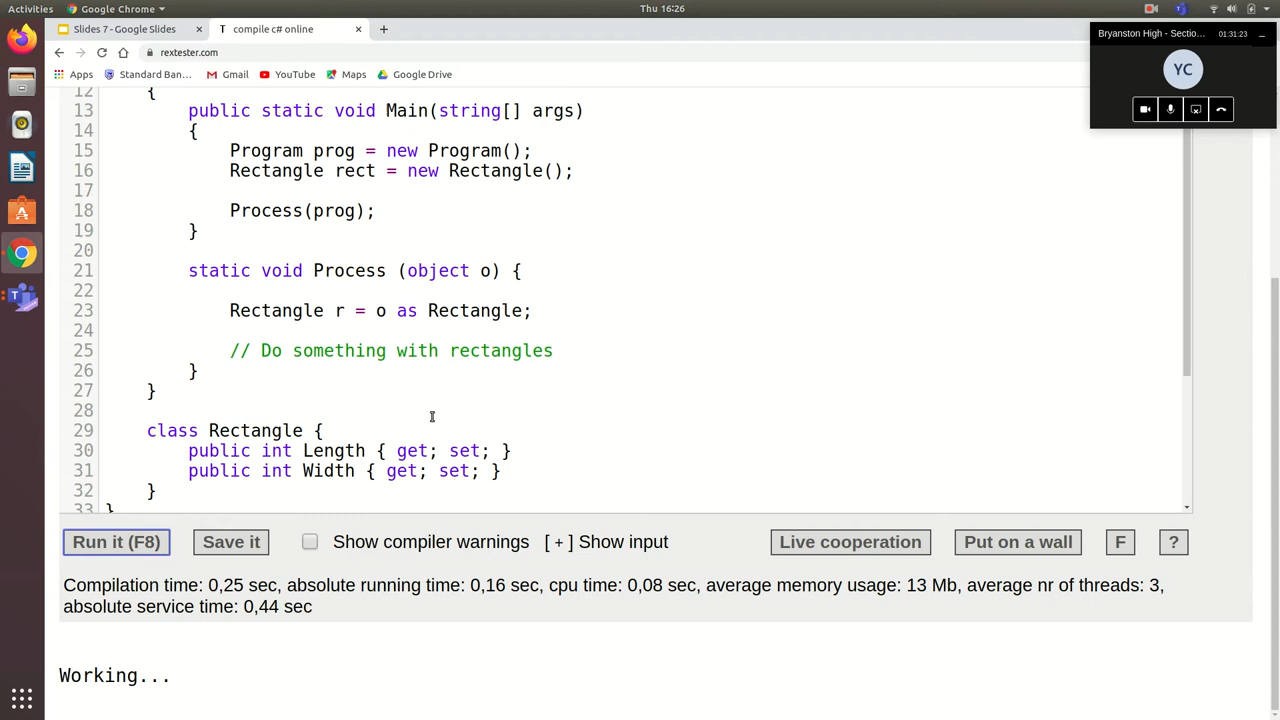 Activities
Google Chrome
Thu 16:26
Slides 7 - Google Slides
compile c# online
rextester.com
Apps
Standard Ban...
Gmail
YouTube
Maps
Google Drive
Bryanston High - Sectio...
01:31:23
YC
12 {
13 public static void Main(string[] args)
14 {
15 Program prog = new Program();
16 Rectangle rect = new Rectangle();
17
18 Process(prog);
19 }
20
21 static void Process (object o) {
22
23 Rectangle r = o as Rectangle;
24
25 // Do something with rectangles
26 }
27 }
28
29 class Rectangle {
30 public int Length { get; set; }
31 public int Width { get; set; }
32 }
33 }
Run it (F8)
Save it
Show compiler warnings
[ + ] Show input
Live cooperation
Put on a wall
F
?
Compilation time: 0,25 sec, absolute running time: 0,16 sec, cpu time: 0,08 sec, average memory usage: 13 Mb, average nr of threads: 3,
absolute service time: 0,44 sec
Working...